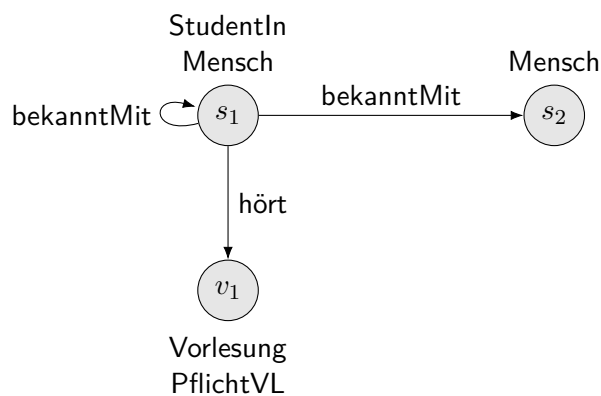 StudentIn
Mensch
Mensch
bekanntMit
s1
bekanntMit
s2
hört
v1
Vorlesung
PflichtVL